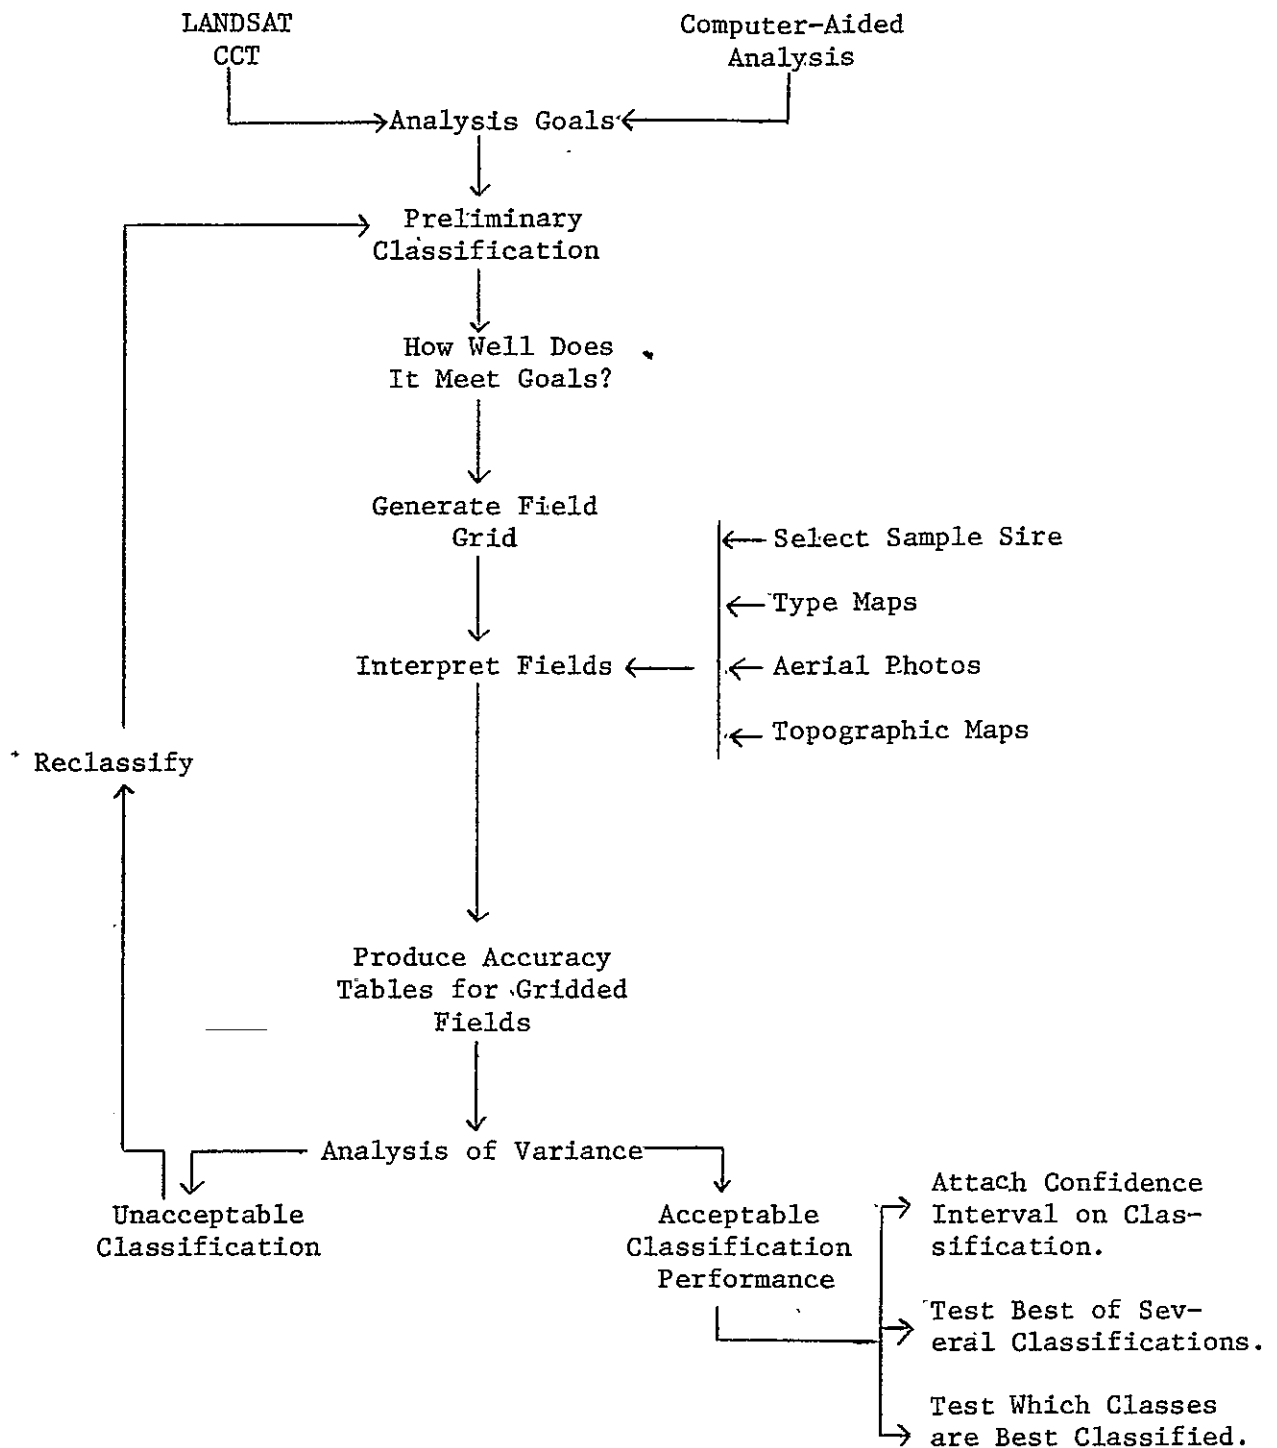 LANDSAT
CCT
Computer-Aided
Analysis
Analysis Goals
Preliminary
Classification
How Well Does
It Meet Goals?
Generate Field
Grid
Select Sample Sire
Type Maps
Interpret Fields
Aerial Photos
Topographic Maps
Reclassify
Produce Accuracy
Tables for Gridded
Fields
Analysis of Variance
Unacceptable
Classification
Acceptable
Classification
Performance
Attach Confidence
Interval on Clas-
sification.
Test Best of Sev-
eral Classifications.
Test Which Classes
are Best Classified.